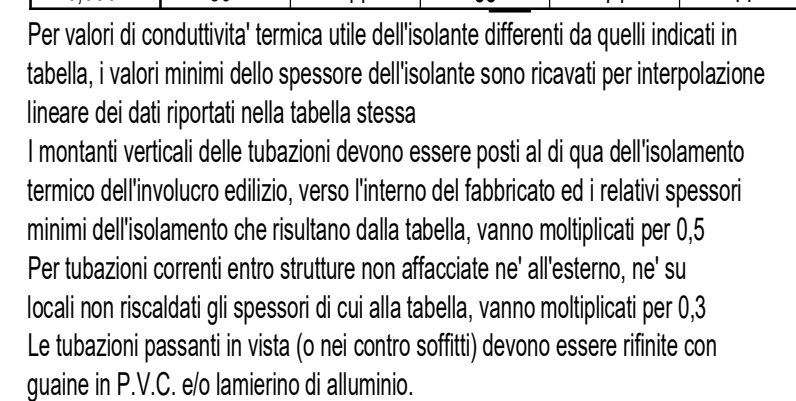 Per valori di conduttivita' termica utile dell'isolante differenti da quelli indicati in
tabella, i valori minimi dello spessore dell'isolante sono ricavati per interpolazione
lineare dei dati riportati nella tabella stessa
I montanti verticali delle tubazioni devono essere posti al di qua dell'isolamento
termico dell'involucro edilizio, verso l'interno del fabbricato ed i relativi spessori
minimi dell'isolamento che risultano dalla tabella, vanno moltiplicati per 0,5
Per tubazioni correnti entro strutture non affacciate ne' all'esterno, ne' su
locali non riscaldati gli spessori di cui alla tabella, vanno moltiplicati per 0,3
Le tubazioni passanti in vista (o nei contro soffitti) devono essere rifinite con
guaine in P.V.C. e/o lamierino di alluminio.